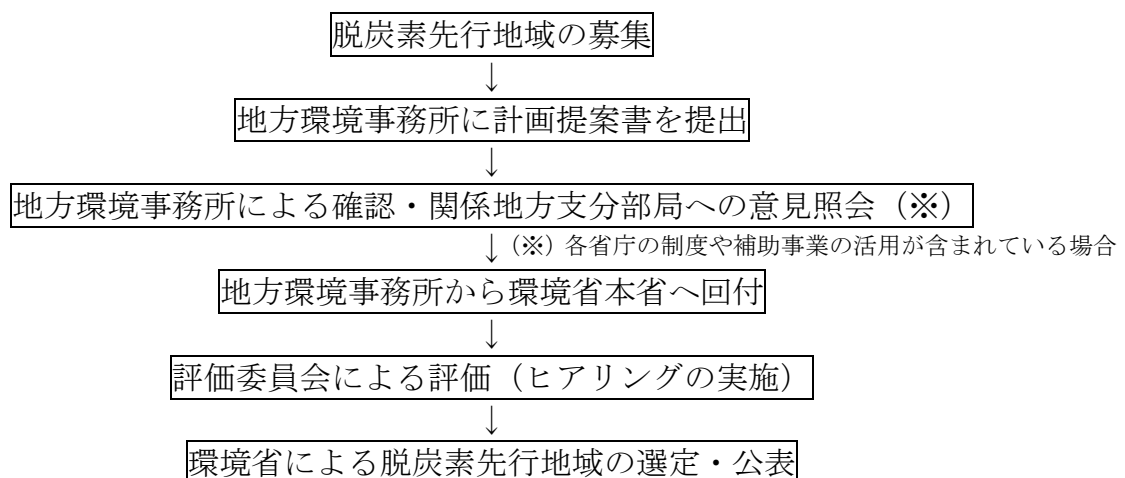 脱炭素先行地域の募集
↓
地方環境事務所に計画提案書を提出
↓
地方環境事務所による確認・関係地方支分部局への意見照会（※）
↓（※）各省庁の制度や補助事業の活用が含まれている場合
地方環境事務所から環境省本省へ回付
↓
評価委員会による評価（ヒアリングの実施）
↓
環境省による脱炭素先行地域の選定・公表